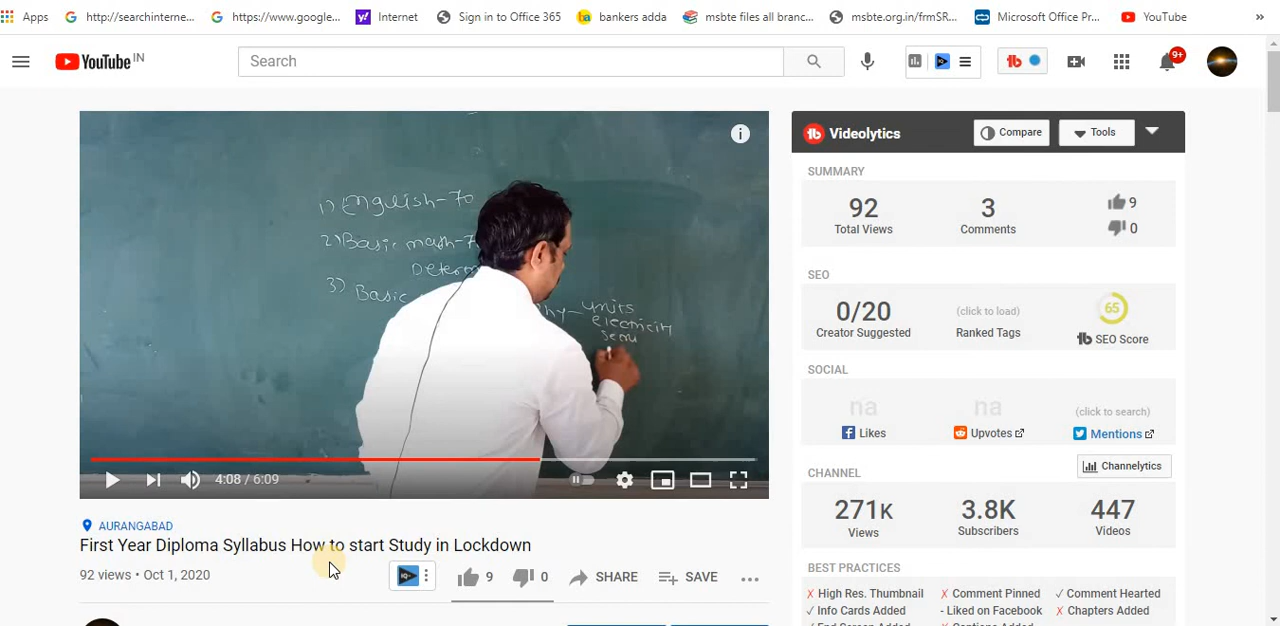 Apps http://searchinterne... https://www.google... Internet Sign in to Office 365 bankers adda msbte files all branc... msbte.org.in/frmSR... Microsoft Office Pr... YouTube »
YouTube IN Search 9+
Videolytics Compare Tools
SUMMARY
92 3 9
Total Views Comments 0
1) English-70
2) Basic math-7
Determ
3) Basic
hy- units
electricity
SEO
0/20 (click to load) 65
Creator Suggested Ranked Tags SEO Score
SOCIAL
na na (click to search)
Likes Upvotes Mentions
4:08 / 6:09
CHANNEL Channelytics
271K 3.8K 447
Views Subscribers Videos
AURANGABAD
First Year Diploma Syllabus How to start Study in Lockdown
92 views • Oct 1, 2020 9 0 SHARE SAVE ...
BEST PRACTICES
X High Res. Thumbnail X Comment Pinned ✓ Comment Hearted
✓ Info Cards Added - Liked on Facebook X Chapters Added